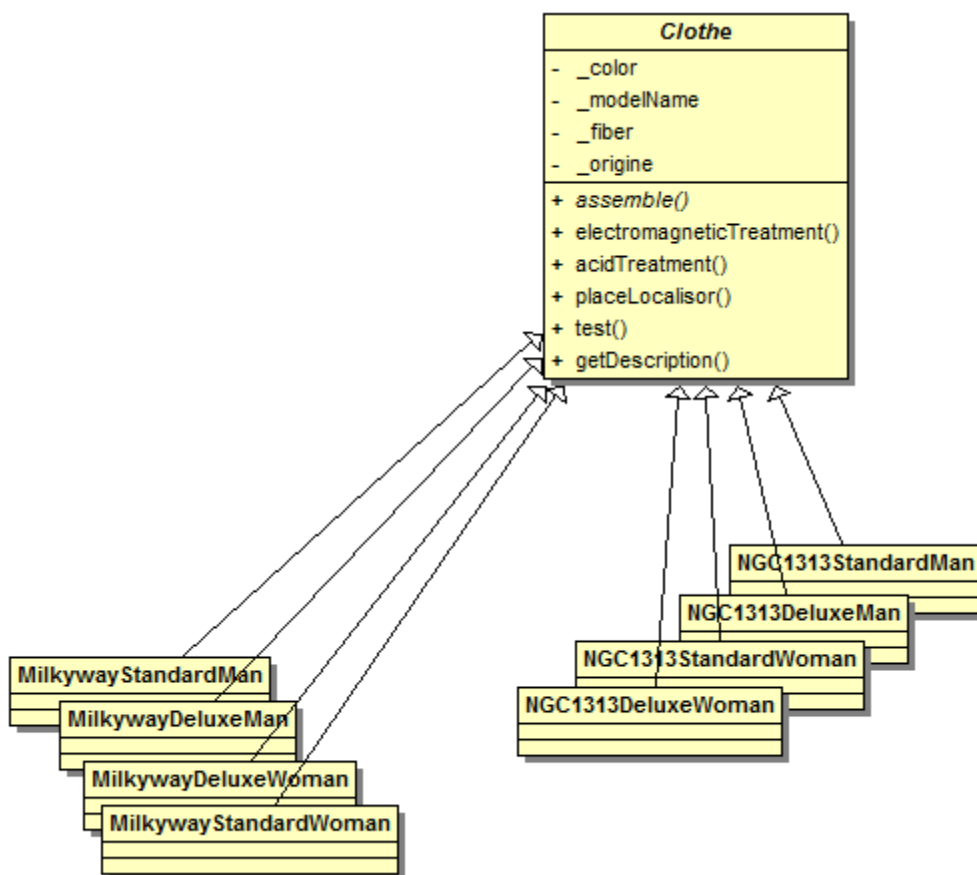 Clothe
- _color
- _modelName
- _fiber
- _origine
+ assemble()
+ electromagneticTreatment()
+ acidTreatment()
+ placeLocalisor()
+ test()
+ getDescription()
NGC1313StandardMan
NGC1313DeluxeMan
NGC1313StandardWoman
NGC1313DeluxeWoman
MilkywayStandardMan
MilkywayDeluxeMan
MilkywayDeluxeWoman
MilkywayStandardWoman